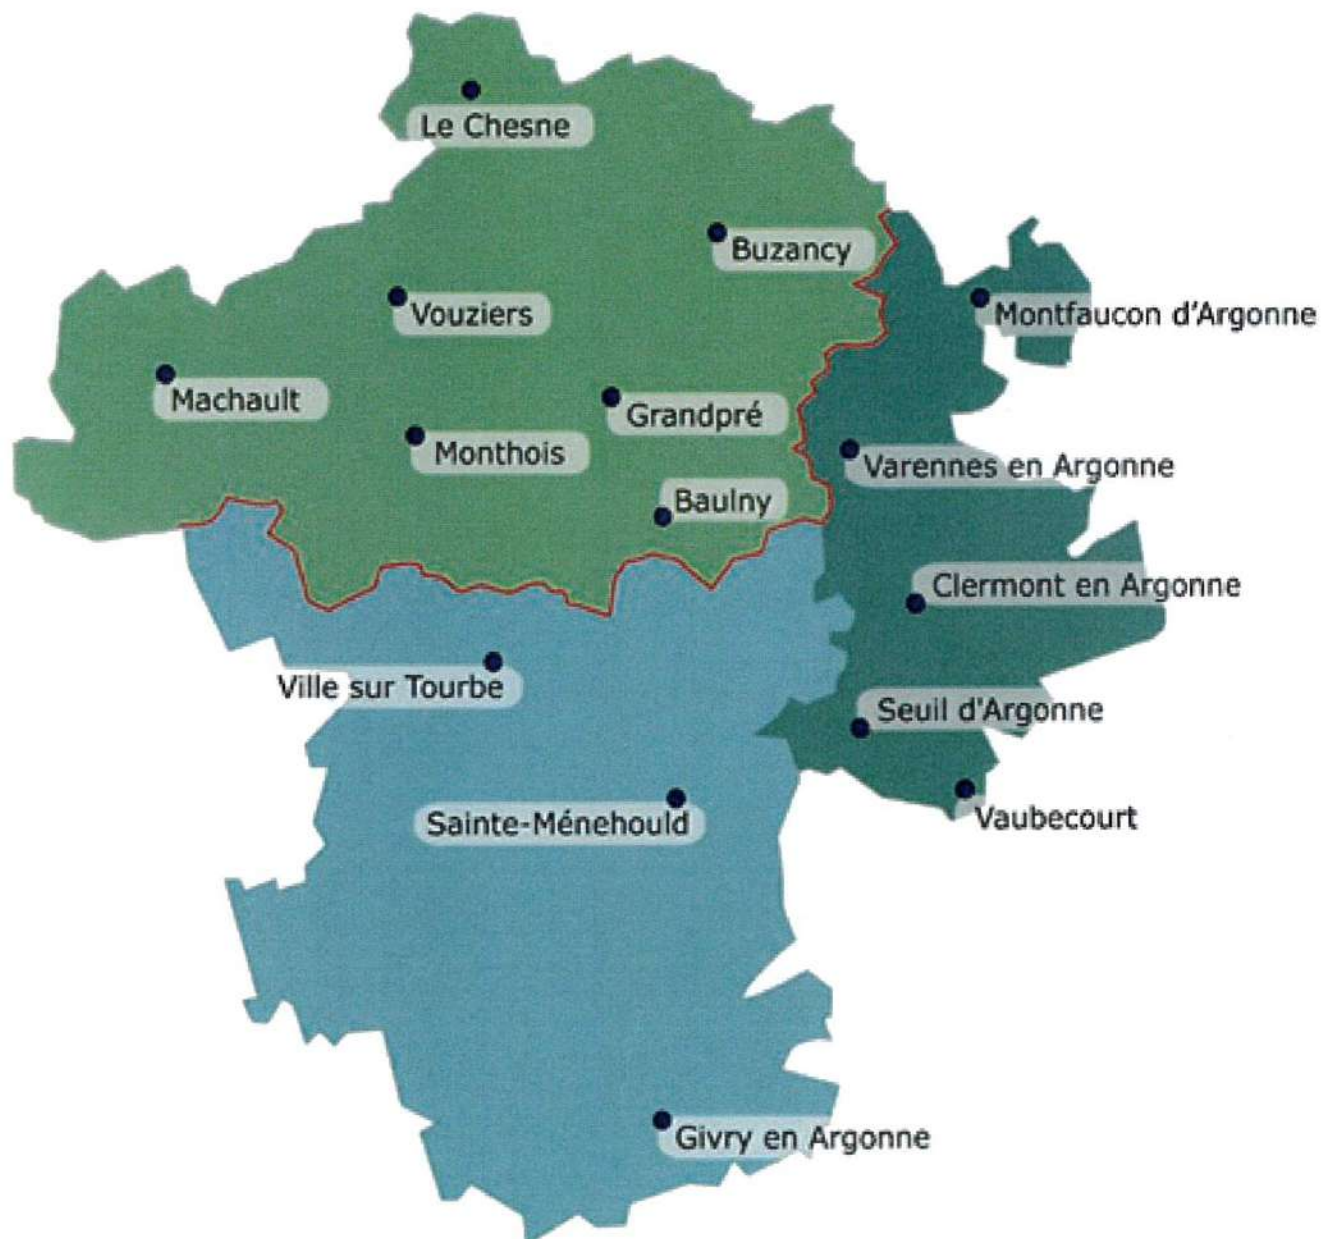 Le Chesne
Buzancy
Vouziers
Montfaucon d'Argonne
Machault
Grandpré
Monthois
Varennes en Argonne
Baulny
Clermont en Argonne
Ville sur Tourbe
Seuil d'Argonne
Sainte-Ménehould
Vaubecourt
Givry en Argonne